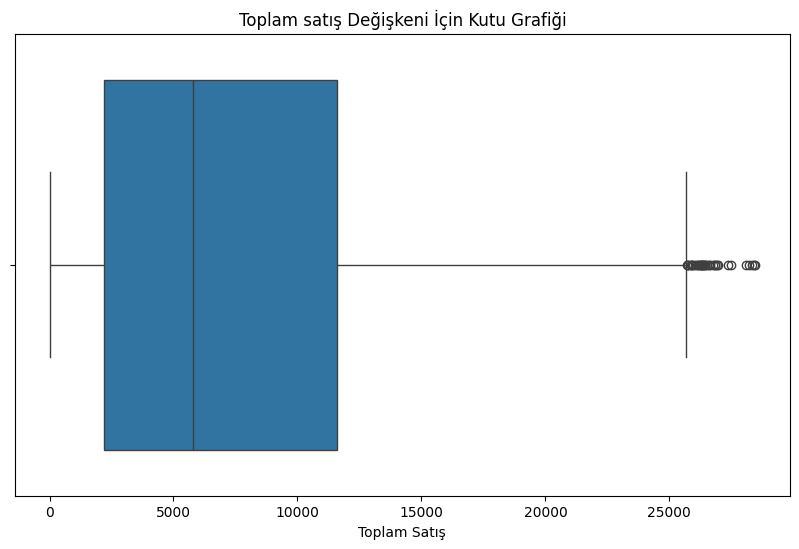 Toplam satış Değişkeni İçin Kutu Grafiği
0 5000 10000 15000 20000 25000
Toplam Satış